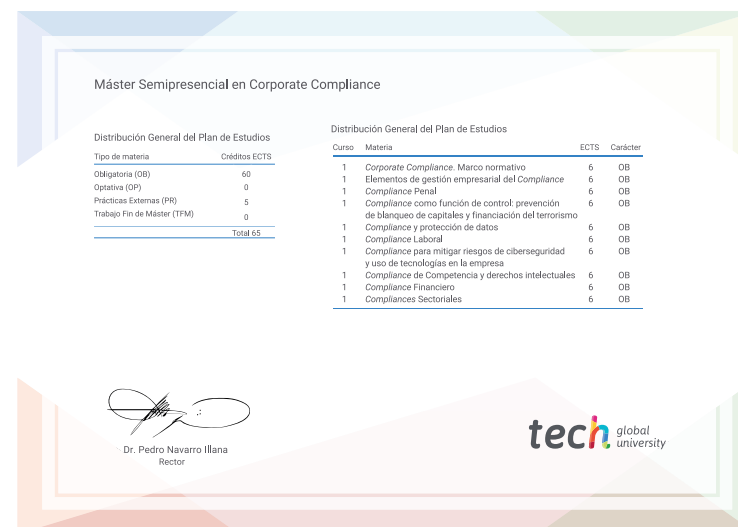 Máster Semipresencial en Corporate Compliance
Distribución General del Plan de Estudios
Tipo de materia Créditos ECTS
Obligatoria (OB) 60
Optativa (OP) 0
Prácticas Externas (PR) 5
Trabajo Fin de Máster (TFM) 0
Total 65
Distribución General del Plan de Estudios
Curso Materia ECTS Carácter
1 Corporate Compliance. Marco normativo 6 OB
1 Elementos de gestión empresarial del Compliance 6 OB
1 Compliance Penal 6 OB
1 Compliance como función de control: prevención 6 OB
de blanqueo de capitales y financiación del terrorismo
1 Compliance y protección de datos 6 OB
1 Compliance Laboral 6 OB
1 Compliance para mitigar riesgos de ciberseguridad 6 OB
y uso de tecnologías en la empresa
1 Compliance de Competencia y derechos intelectuales 6 OB
1 Compliance Financiero 6 OB
1 Compliances Sectoriales 6 OB
Dr. Pedro Navarro Illana
Rector
tech global
university